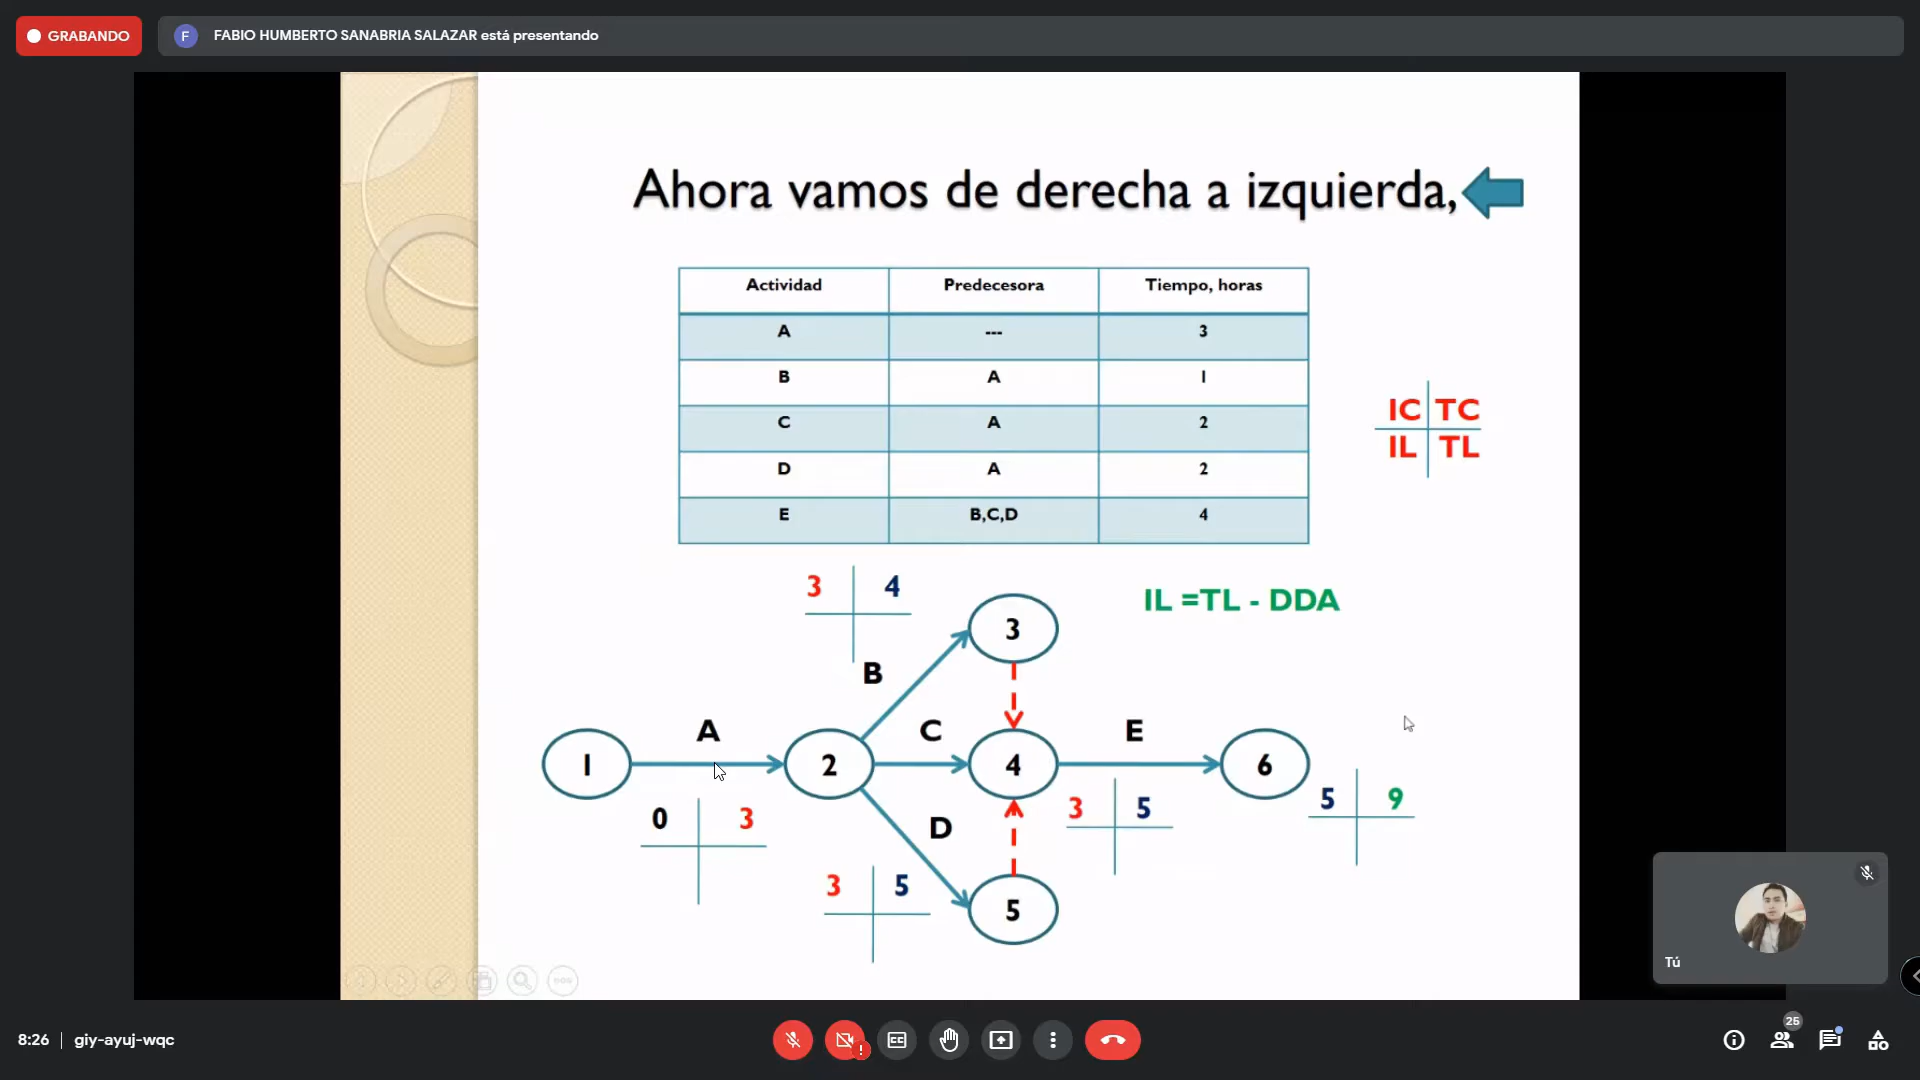 GRABANDO
F
FABIO HUMBERTO SANABRIA SALAZAR está presentando
Ahora vamos de derecha a izquierda,
Actividad Predecesora Tiempo, horas
A --- 3
B A 1
C A 2
D A 2
E B,C,D 4
IC TC
IL TL
3 4
IL =TL - DDA
3
B
A C E
1 2 4 6
0 3
D
3 5
5 9
3 5
5
Tú
8:26 | giy-ayuj-wqc
25